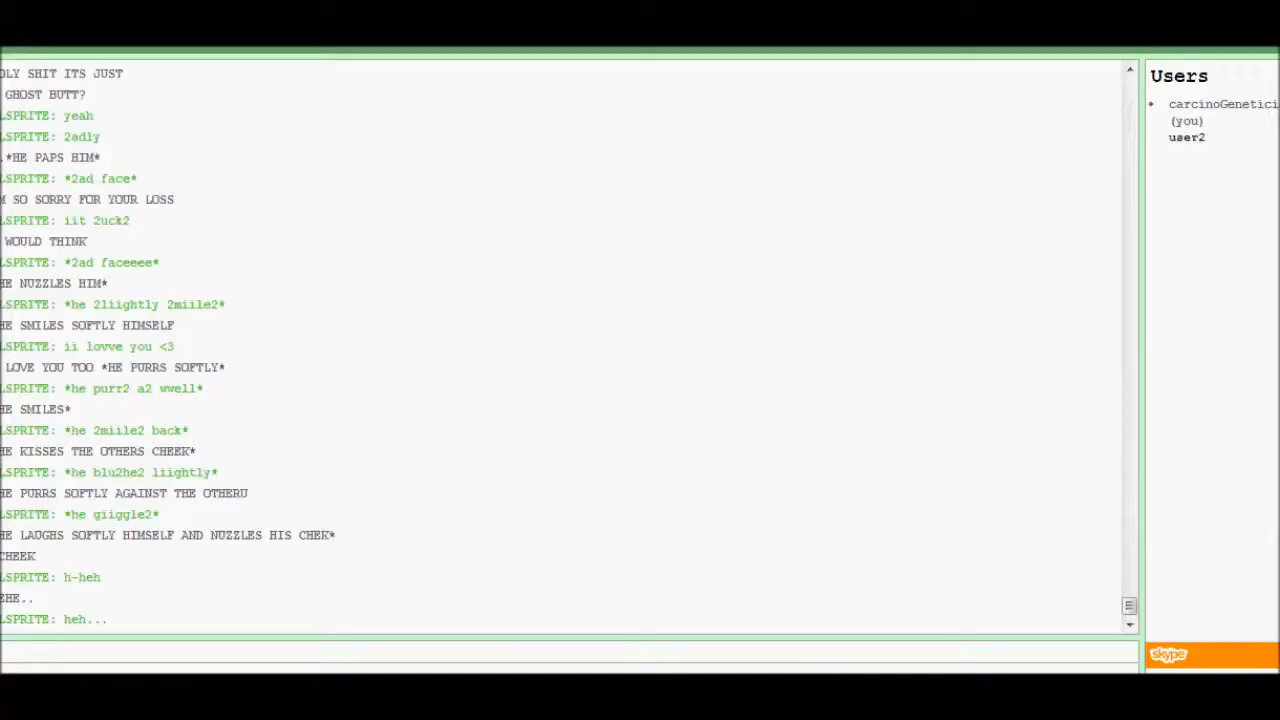 OLY SHIT ITS JUST
GHOST BUTT?
LSPRITE: yeah
LSPRITE: 2adly
.*HE PAPS HIM*
LSPRITE: *2ad face*
M SO SORRY FOR YOUR LOSS
LSPRITE: iit 2uck2
WOULD THINK
LSPRITE: *2ad faceeee*
HE NUZZLES HIM*
LSPRITE: *he 2liightly 2miile2*
HE SMILES SOFTLY HIMSELF
LSPRITE: ii lovve you <3
LOVE YOU TOO *HE PURRS SOFTLY*
LSPRITE: *he purr2 a2 wwell*
HE SMILES*
LSPRITE: *he 2miile2 back*
HE KISSES THE OTHERS CHEEK*
LSPRITE: *he blu2he2 liightly*
HE PURRS SOFTLY AGAINST THE OTHERU
LSPRITE: *he giiggle2*
HE LAUGHS SOFTLY HIMSELF AND NUZZLES HIS CHEK*
CHEEK
LSPRITE: h-heh
EHE..
LSPRITE: heh...
Users
carcinoGenetici
(you)
user2
skype